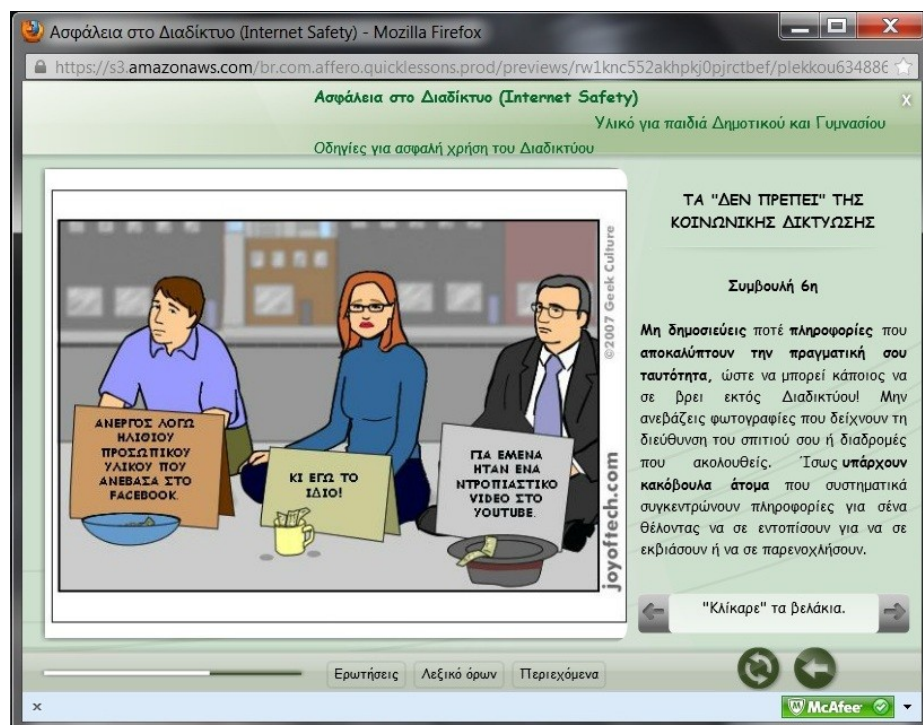 Ασφάλεια στο Διαδίκτυο (Internet Safety) - Mozilla Firefox
https://s3.amazonaws.com/br.com.affero.quicklessons.prod/previews/rw1knc552akhpkj0pjrctbef/plekkou634886
Ασφάλεια στο Διαδίκτυο (Internet Safety)
x
Υλικό για παιδιά Δημοτικού και Γυμνασίου
Οδηγίες για ασφαλή χρήση του Διαδικτύου
©2007 Geek Culture
joyoftech.com
ΑΝΕΡΓΟΣ ΛΟΓΩ
ΗΛΙΘΙΟΥ
ΠΡΟΣΩΠΙΚΟΥ
ΥΛΙΚΟΥ ΠΟΥ
ΑΝΕΒΑΣΑ ΣΤΟ
FACEBOOK.
ΚΙ ΕΓΩ ΤΟ
ΙΔΙΟ!
ΓΙΑ ΕΜΕΝΑ
ΗΤΑΝ ΕΝΑ
ΝΤΡΟΠΙΑΣΤΙΚΟ
VIDEO ΣΤΟ
YOUTUBE.
ΤΑ "ΔΕΝ ΠΡΕΠΕΙ" ΤΗΣ
ΚΟΙΝΩΝΙΚΗΣ ΔΙΚΤΥΩΣΗΣ
Συμβουλή 6η
Μη δημοσιεύεις ποτέ πληροφορίες που
αποκαλύπτουν την πραγματική σου
ταυτότητα, ώστε να μπορεί κάποιος να
σε βρει εκτός Διαδικτύου! Μην
ανεβάζεις φωτογραφίες που δείχνουν τη
διεύθυνση του σπιτιού σου ή διαδρομές
που ακολουθείς. Ίσως υπάρχουν
κακόβουλα άτομα που συστηματικά
συγκεντρώνουν πληροφορίες για σένα
θέλοντας να σε εντοπίσουν για να σε
εκβιάσουν ή να σε παρενοχλήσουν.
"Κλίκαρε" τα βελάκια.
Ερωτήσεις
Λεξικό όρων
Περιεχόμενα
x
McAfee